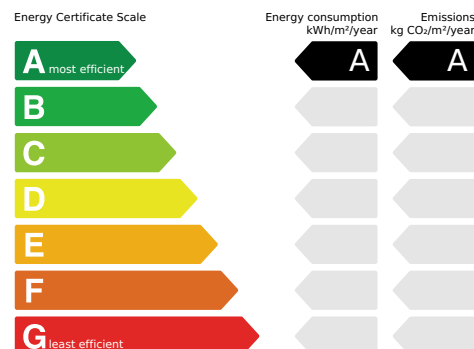 Energy Certificate Scale
Energy consumption
kWh/m²/year
Emissions
kg CO₂/m²/year
A most efficient
A
A
B
C
D
E
F
G least efficient